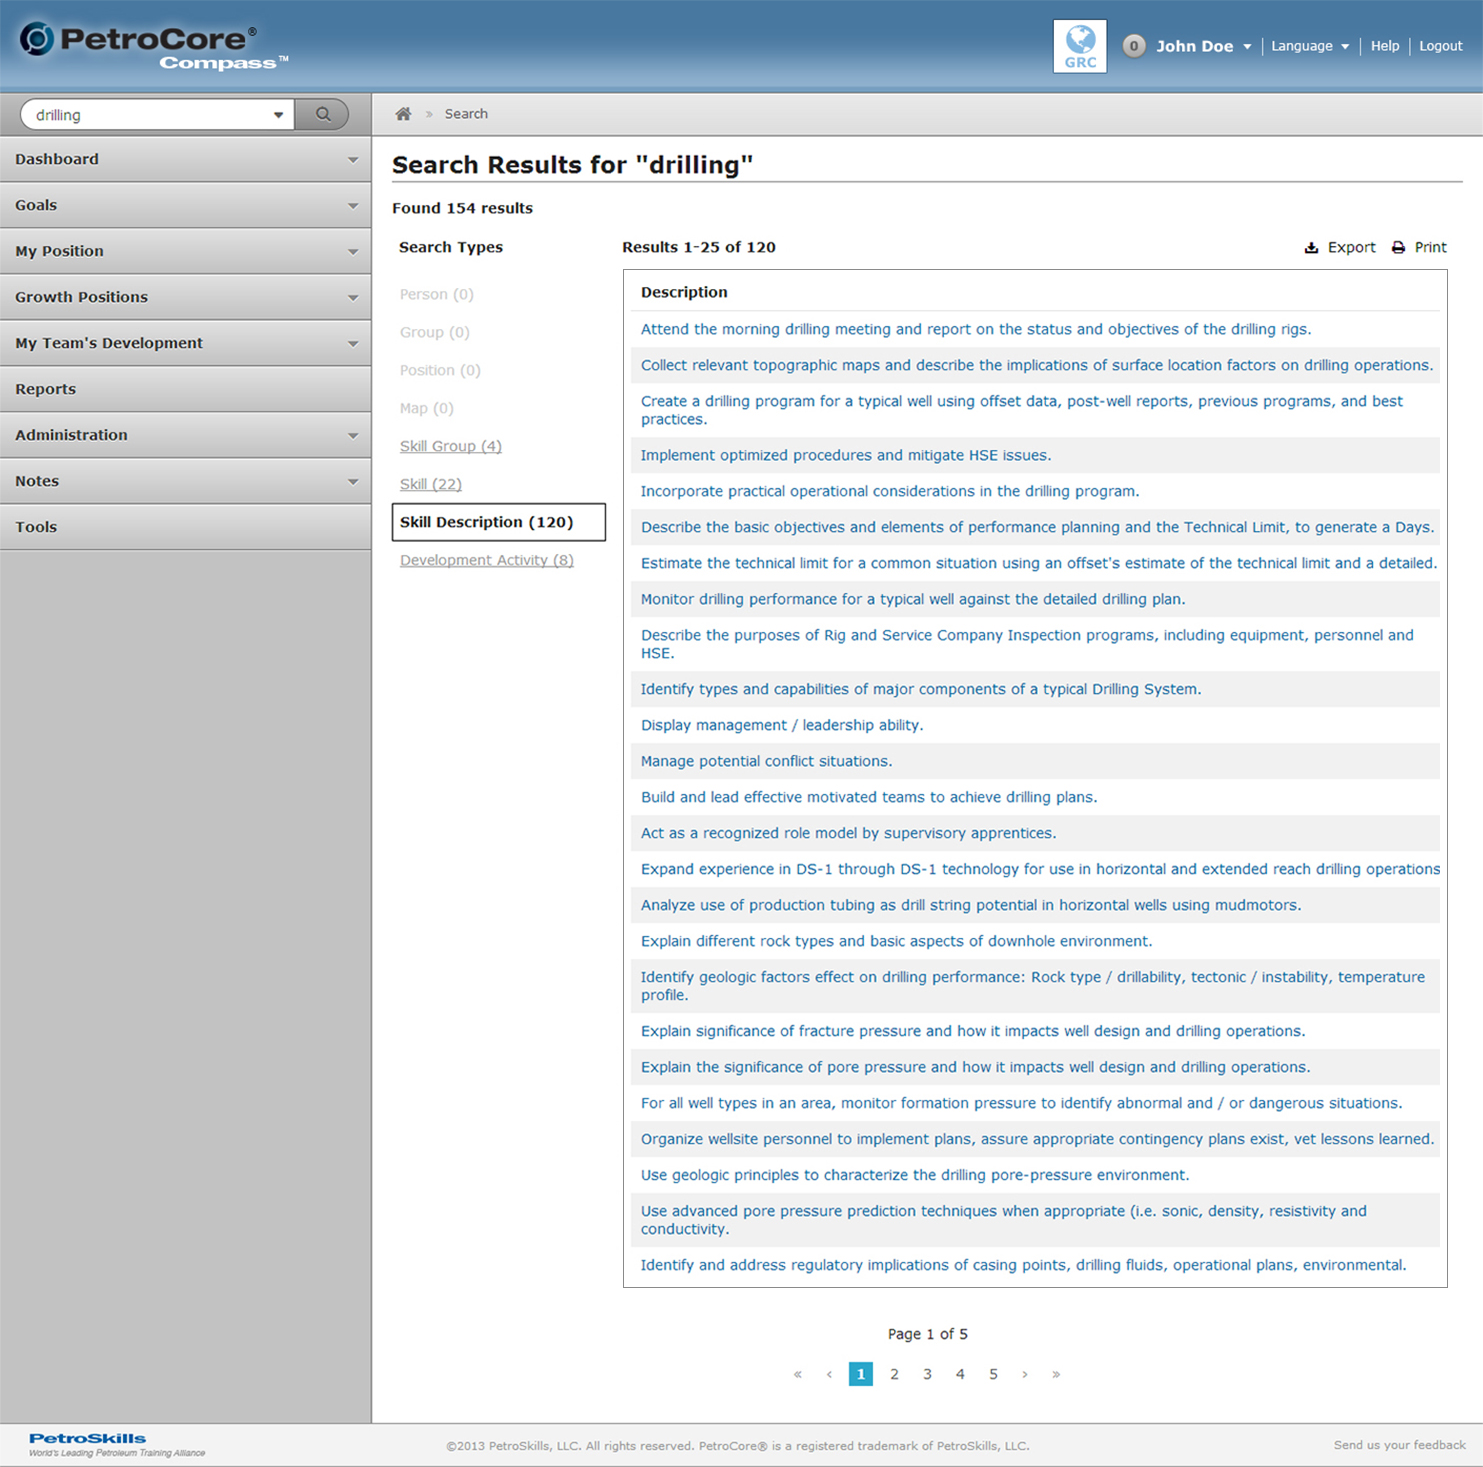 PetroCore®
Compass™
GRC
0 John Doe Language Help Logout
drilling
» Search
Dashboard
Goals
My Position
Growth Positions
My Team's Development
Reports
Administration
Notes
Tools
Search Results for "drilling"
Found 154 results
Search Types
Person (0)
Group (0)
Position (0)
Map (0)
Skill Group (4)
Skill (22)
Skill Description (120)
Development Activity (8)
Results 1-25 of 120
Export Print
Description
Attend the morning drilling meeting and report on the status and objectives of the drilling rigs.
Collect relevant topographic maps and describe the implications of surface location factors on drilling operations.
Create a drilling program for a typical well using offset data, post-well reports, previous programs, and best
practices.
Implement optimized procedures and mitigate HSE issues.
Incorporate practical operational considerations in the drilling program.
Describe the basic objectives and elements of performance planning and the Technical Limit, to generate a Days.
Estimate the technical limit for a common situation using an offset's estimate of the technical limit and a detailed.
Monitor drilling performance for a typical well against the detailed drilling plan.
Describe the purposes of Rig and Service Company Inspection programs, including equipment, personnel and
HSE.
Identify types and capabilities of major components of a typical Drilling System.
Display management / leadership ability.
Manage potential conflict situations.
Build and lead effective motivated teams to achieve drilling plans.
Act as a recognized role model by supervisory apprentices.
Expand experience in DS-1 through DS-1 technology for use in horizontal and extended reach drilling operations
Analyze use of production tubing as drill string potential in horizontal wells using mudmotors.
Explain different rock types and basic aspects of downhole environment.
Identify geologic factors effect on drilling performance: Rock type / drillability, tectonic / instability, temperature
profile.
Explain significance of fracture pressure and how it impacts well design and drilling operations.
Explain the significance of pore pressure and how it impacts well design and drilling operations.
For all well types in an area, monitor formation pressure to identify abnormal and / or dangerous situations.
Organize wellsite personnel to implement plans, assure appropriate contingency plans exist, vet lessons learned.
Use geologic principles to characterize the drilling pore-pressure environment.
Use advanced pore pressure prediction techniques when appropriate (i.e. sonic, density, resistivity and
conductivity.
Identify and address regulatory implications of casing points, drilling fluids, operational plans, environmental.
Page 1 of 5
« ‹ 1 2 3 4 5 › »
PetroSkills
World's Leading Petroleum Training Alliance
©2013 PetroSkills, LLC. All rights reserved. PetroCore® is a registered trademark of PetroSkills, LLC.
Send us your feedback